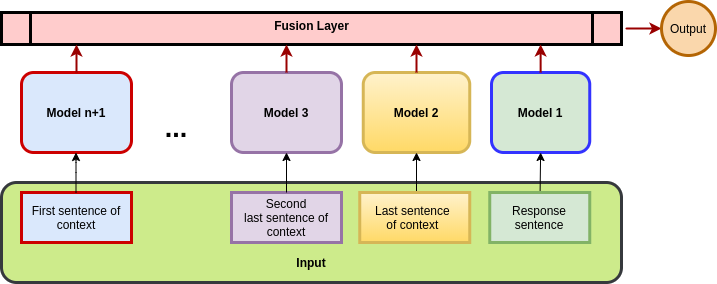 Fusion Layer
Output
Model n+1
...
Model 3
Model 2
Model 1
First sentence of
context
Second
last sentence of
context
Last sentence
of context
Response
sentence
Input